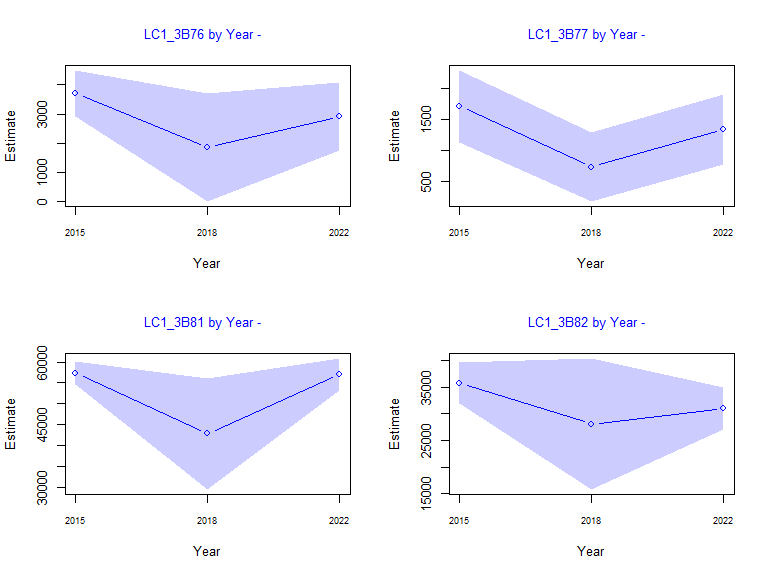 LC1_3B76 by Year -
Estimate
3000
1000
0
2015
2018
2022
Year
LC1_3B77 by Year -
Estimate
1500
500
2015
2018
2022
Year
LC1_3B81 by Year -
Estimate
60000
45000
30000
2015
2018
2022
Year
LC1_3B82 by Year -
Estimate
35000
25000
15000
2015
2018
2022
Year